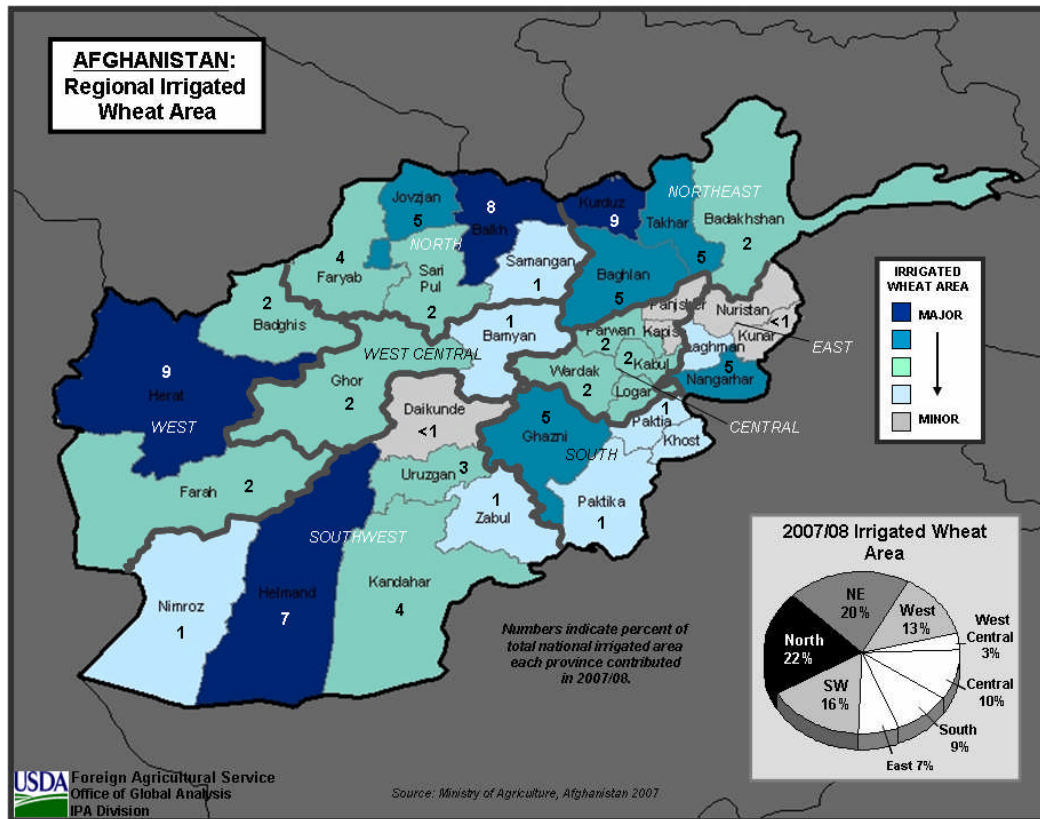 AFGHANISTAN:
Regional Irrigated
Wheat Area
Jovzjan
5
8
Balkh
Kurduz
9
NORTHEAST
Takhar
Badakhshan
5
2
NORTH
4
Faryab
Sari
Pul
2
Samangan
1
Baghlan
5
2
Badghis
1
Bamyan
Panjsher
Nuristan
<1
Kapis
Kunar
EAST
Parwan
2
2
Kabul
Laghman
5
Nangarhar
WEST CENTRAL
Wardak
2
Logar
CENTRAL
9
Herat
WEST
Ghor
2
Daikunde
<1
5
Ghazni
SOUTH
1
Paktia
Khost
Uruzgan
3
Farah
2
1
Zabul
Paktika
1
SOUTHWEST
Nimroz
1
Helmand
7
Kandahar
4
IRRIGATED
WHEAT AREA
MAJOR
MINOR
Numbers indicate percent of
total national irrigated area
each province contributed
in 2007/08.
2007/08 Irrigated Wheat
Area
NE
20%
West
13%
West
Central
3%
North
22%
Central
10%
SW
16%
South
9%
East 7%
USDA
Foreign Agricultural Service
Office of Global Analysis
IPA Division
Source: Ministry of Agriculture, Afghanistan 2007